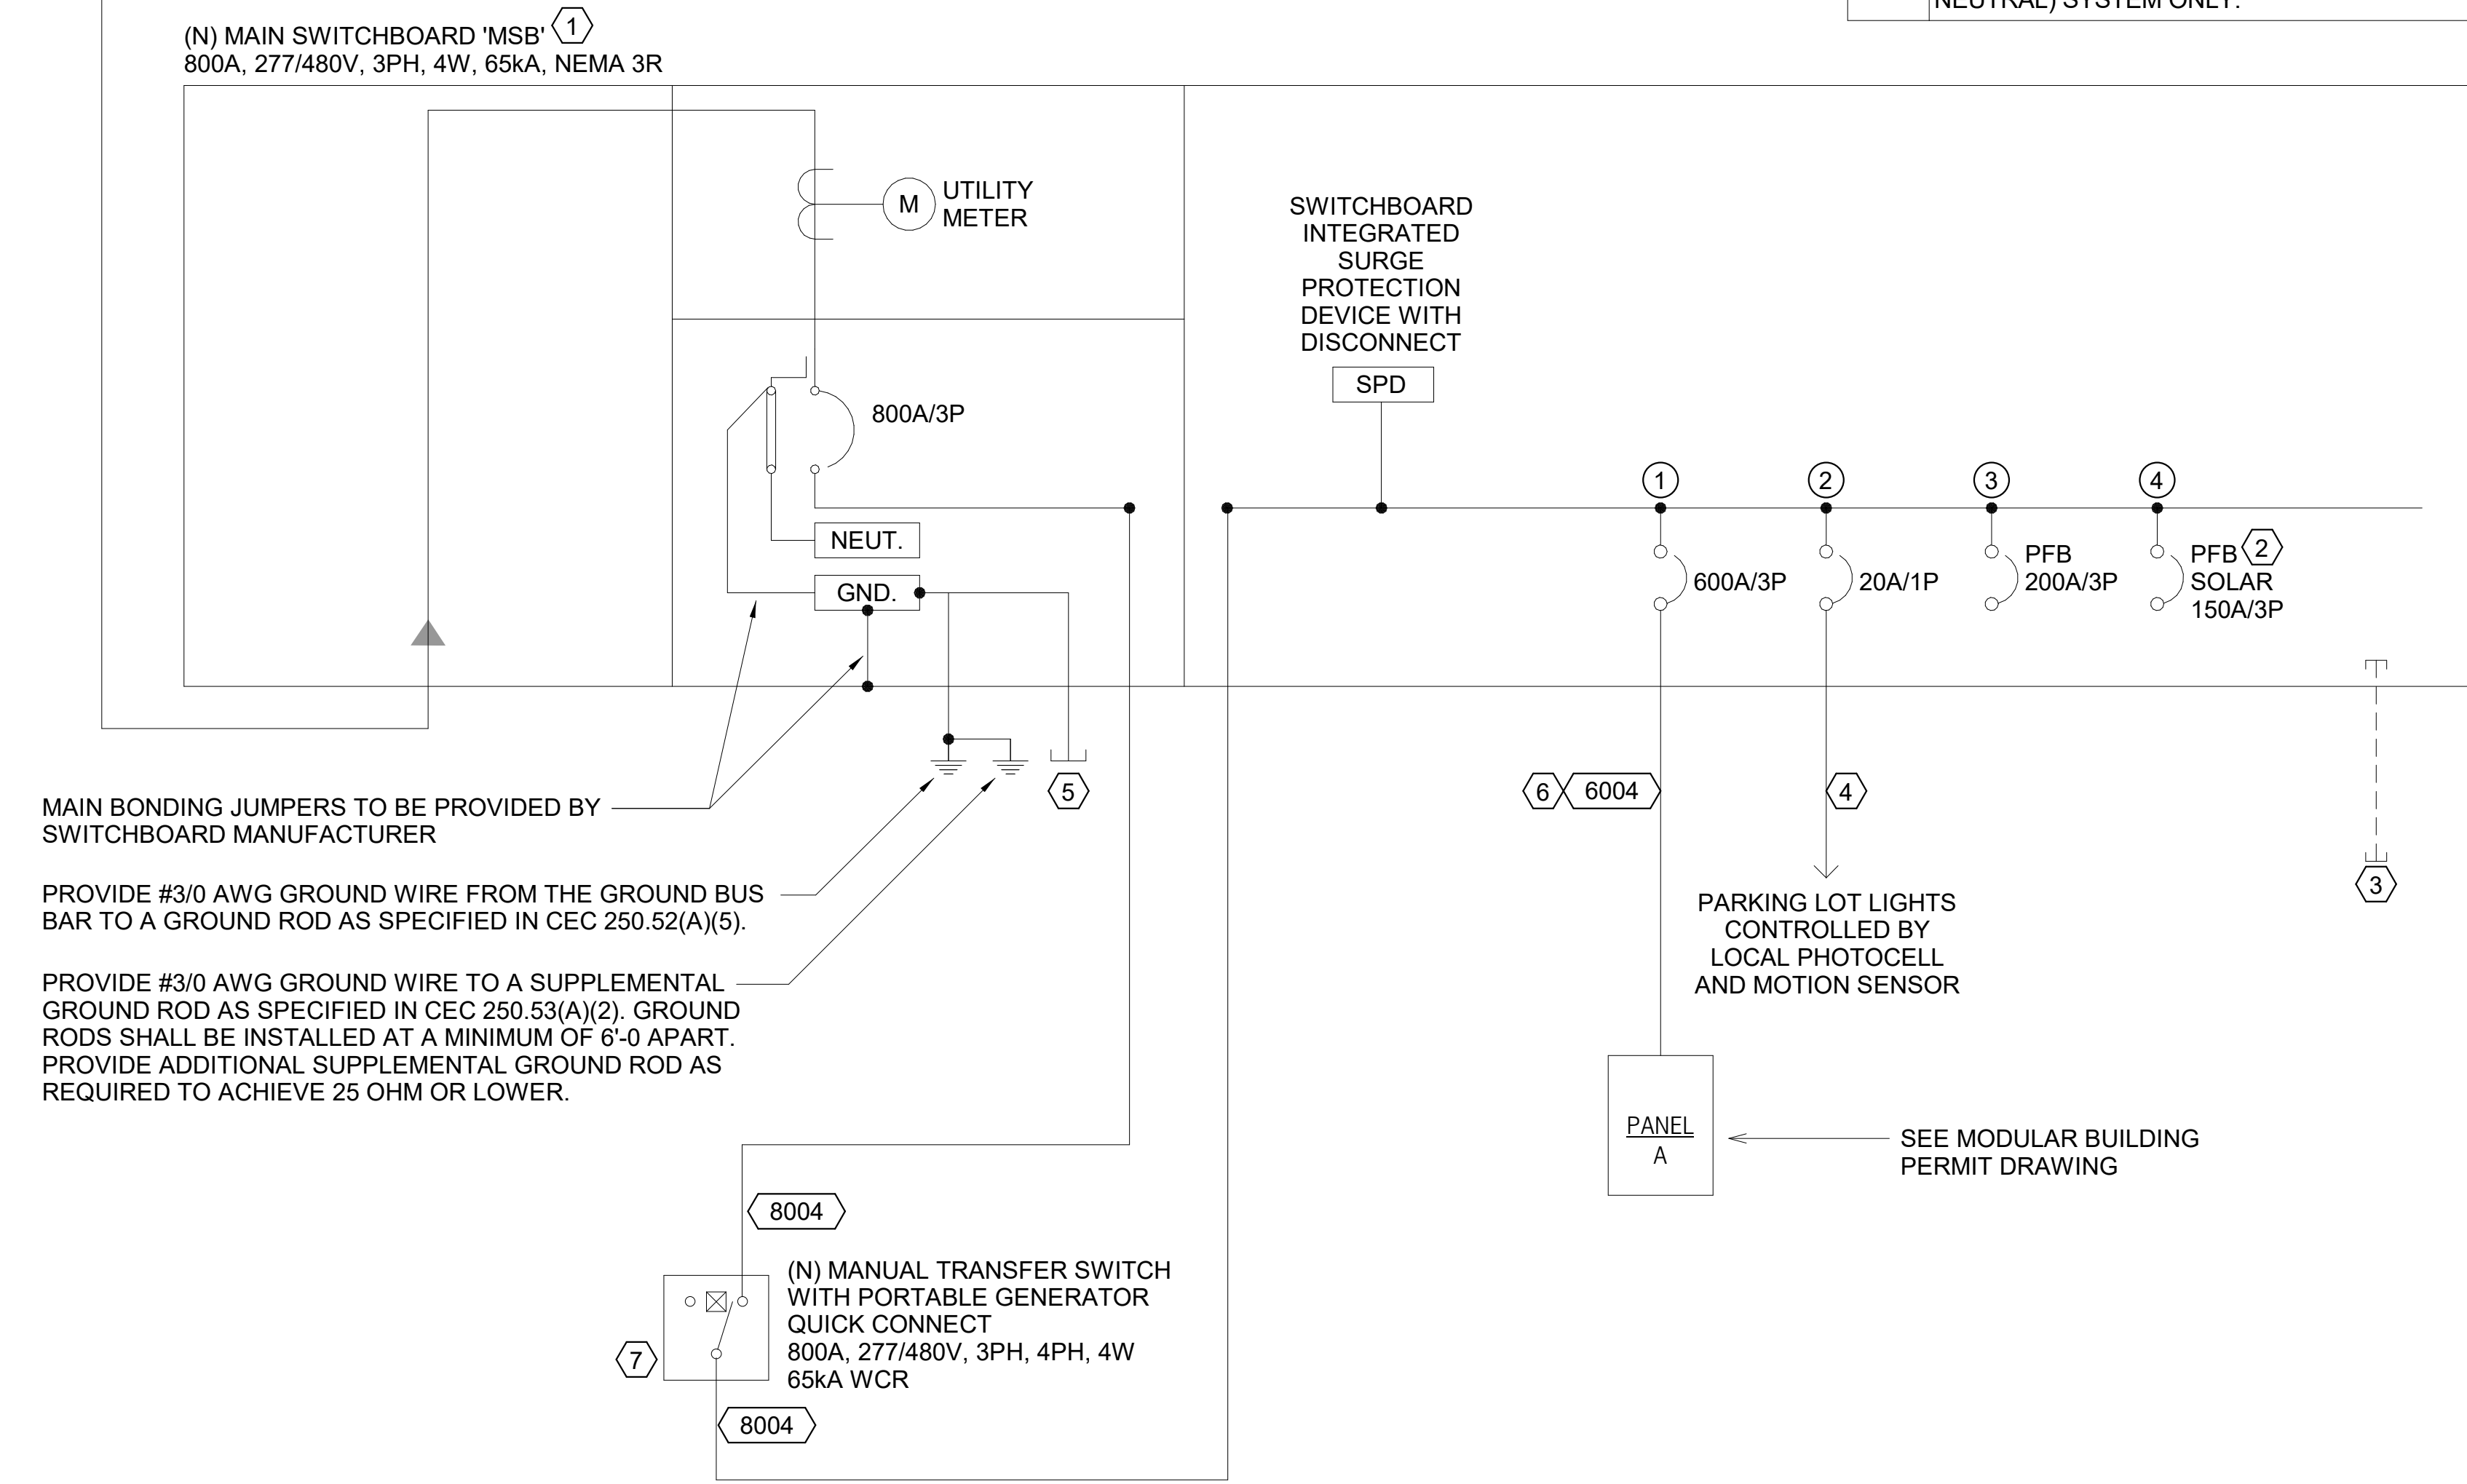 NEUTRAL) SYSTEM ONLY.
(N) MAIN SWITCHBOARD 'MSB' 1
800A, 277/480V, 3PH, 4W, 65kA, NEMA 3R
M
UTILITY
METER
800A/3P
NEUT.
GND.
SWITCHBOARD
INTEGRATED
SURGE
PROTECTION
DEVICE WITH
DISCONNECT
SPD
1
2
3
4
600A/3P
20A/1P
PFB
200A/3P
PFB 2
SOLAR
150A/3P
5
6 6004
4
3
MAIN BONDING JUMPERS TO BE PROVIDED BY
SWITCHBOARD MANUFACTURER
PROVIDE #3/0 AWG GROUND WIRE FROM THE GROUND BUS
BAR TO A GROUND ROD AS SPECIFIED IN CEC 250.52(A)(5).
PROVIDE #3/0 AWG GROUND WIRE TO A SUPPLEMENTAL
GROUND ROD AS SPECIFIED IN CEC 250.53(A)(2). GROUND
RODS SHALL BE INSTALLED AT A MINIMUM OF 6'-0 APART.
PROVIDE ADDITIONAL SUPPLEMENTAL GROUND ROD AS
REQUIRED TO ACHIEVE 25 OHM OR LOWER.
PARKING LOT LIGHTS
CONTROLLED BY
LOCAL PHOTOCELL
AND MOTION SENSOR
PANEL
A
SEE MODULAR BUILDING
PERMIT DRAWING
8004
(N) MANUAL TRANSFER SWITCH
WITH PORTABLE GENERATOR
QUICK CONNECT
800A, 277/480V, 3PH, 4PH, 4W
65kA WCR
7
8004